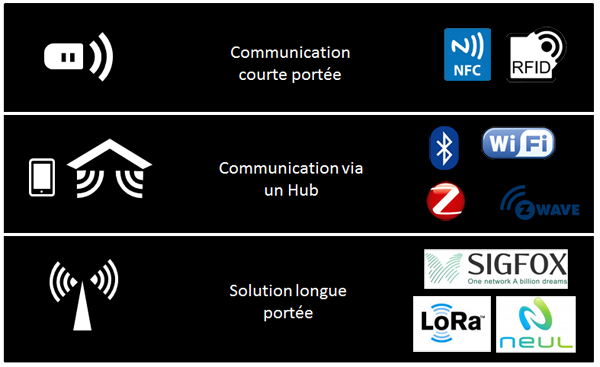 Communication
courte portée
NFC
RFID
Communication via
un Hub
Wi Fi
Z WAVE
Solution longue
portée
SIGFOX
One network A billion dreams
LoRa™
neuL